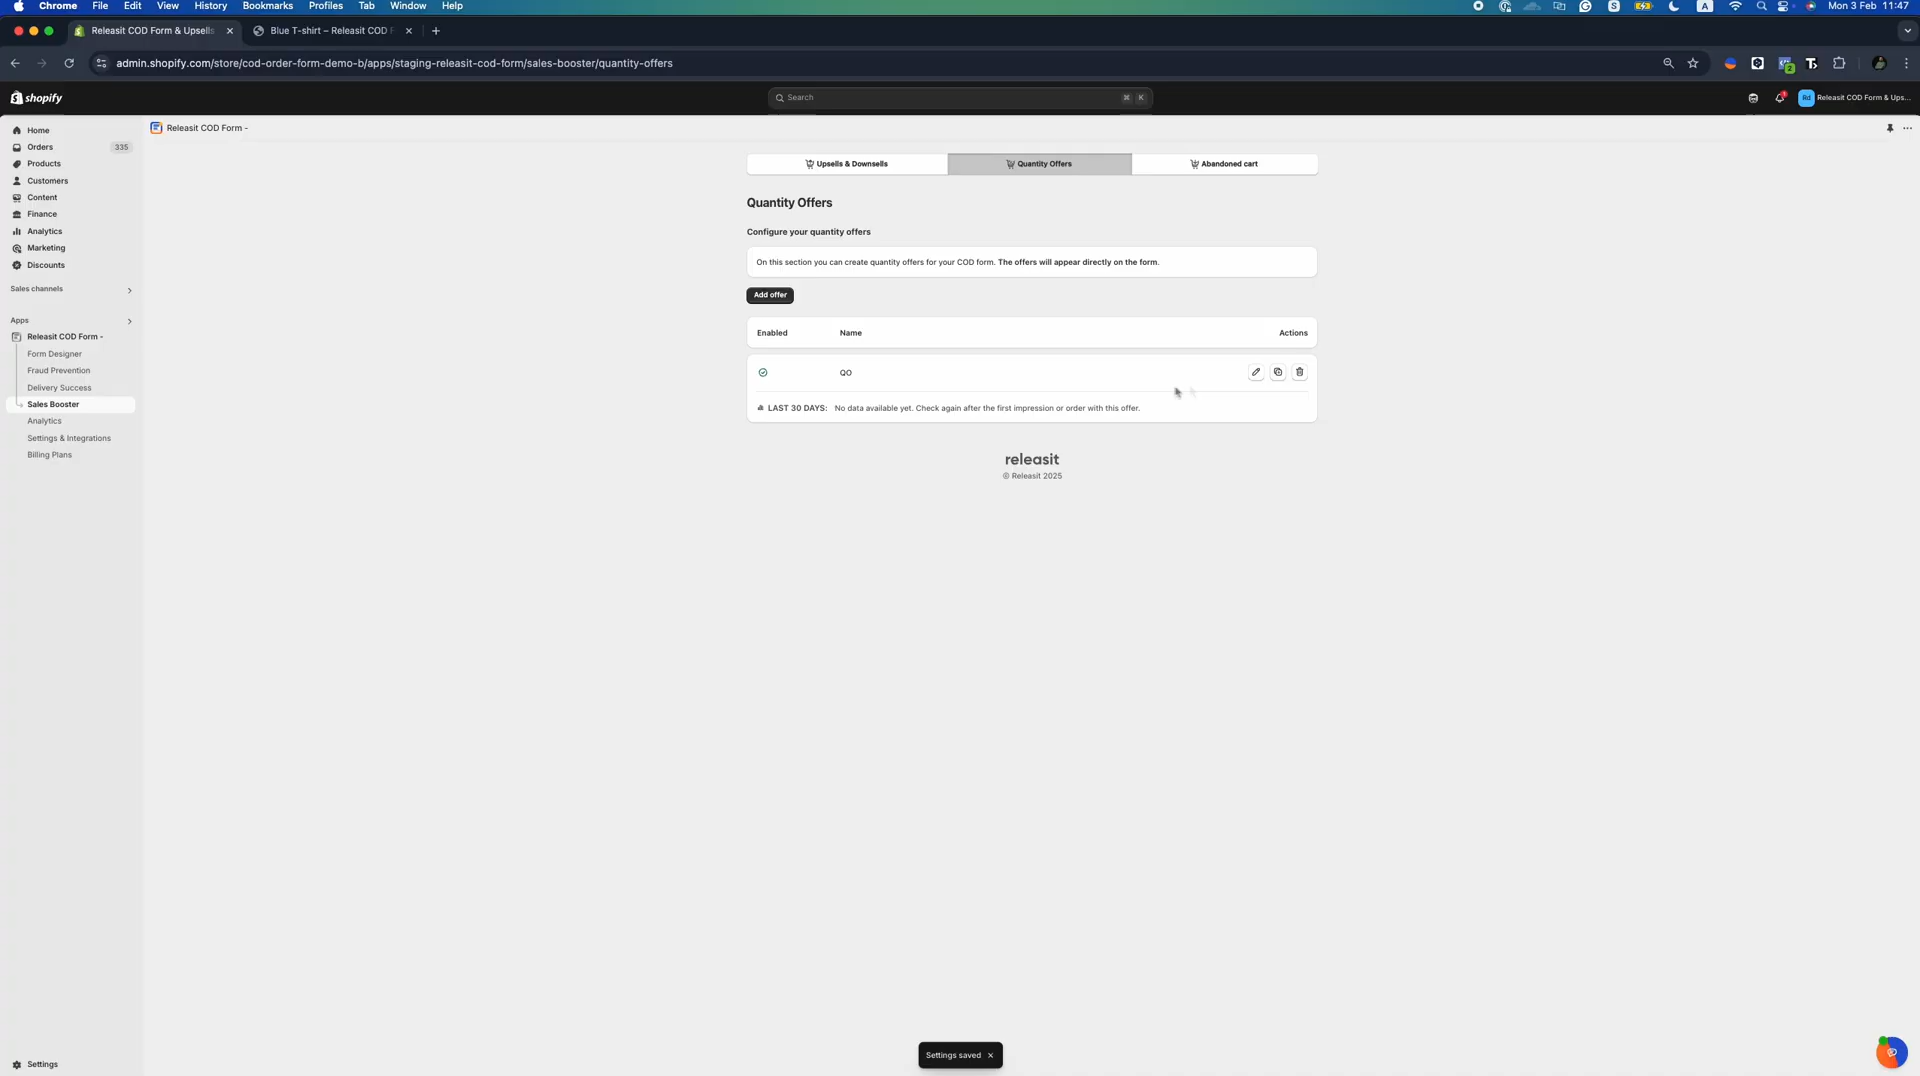 Chrome File Edit View History Bookmarks Profiles Tab Window Help
A
Mon 3 Feb 11:47
Releasit COD Form & Upsells
Blue T-shirt – Releasit COD F
admin.shopify.com/store/cod-order-form-demo-b/apps/staging-releasit-cod-form/sales-booster/quantity-offers
2
shopify
Search
K
1
Rd
Releasit COD Form & Ups...
Home
Orders 335
Products
Customers
Content
Finance
Analytics
Marketing
Discounts
Sales channels
Apps
Releasit COD Form -
Form Designer
Fraud Prevention
Delivery Success
Sales Booster
Analytics
Settings & Integrations
Billing Plans
Settings
Releasit COD Form -
Upsells & Downsells
Quantity Offers
Abandoned cart
Quantity Offers
Configure your quantity offers
On this section you can create quantity offers for your COD form. The offers will appear directly on the form.
Add offer
Enabled Name Actions
QO
LAST 30 DAYS: No data available yet. Check again after the first impression or order with this offer.
releasit
© Releasit 2025
Settings saved